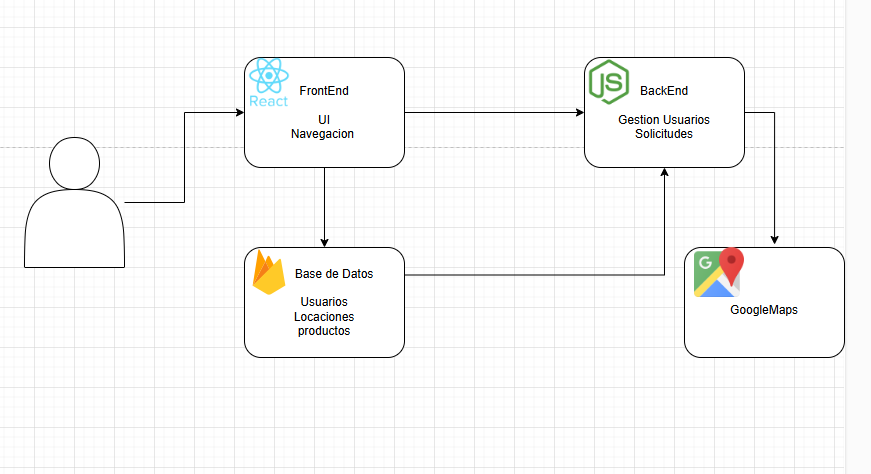 React
FrontEnd
UI
Navegacion
JS
BackEnd
Gestion Usuarios
Solicitudes
Base de Datos
Usuarios
Locaciones
productos
G
GoogleMaps